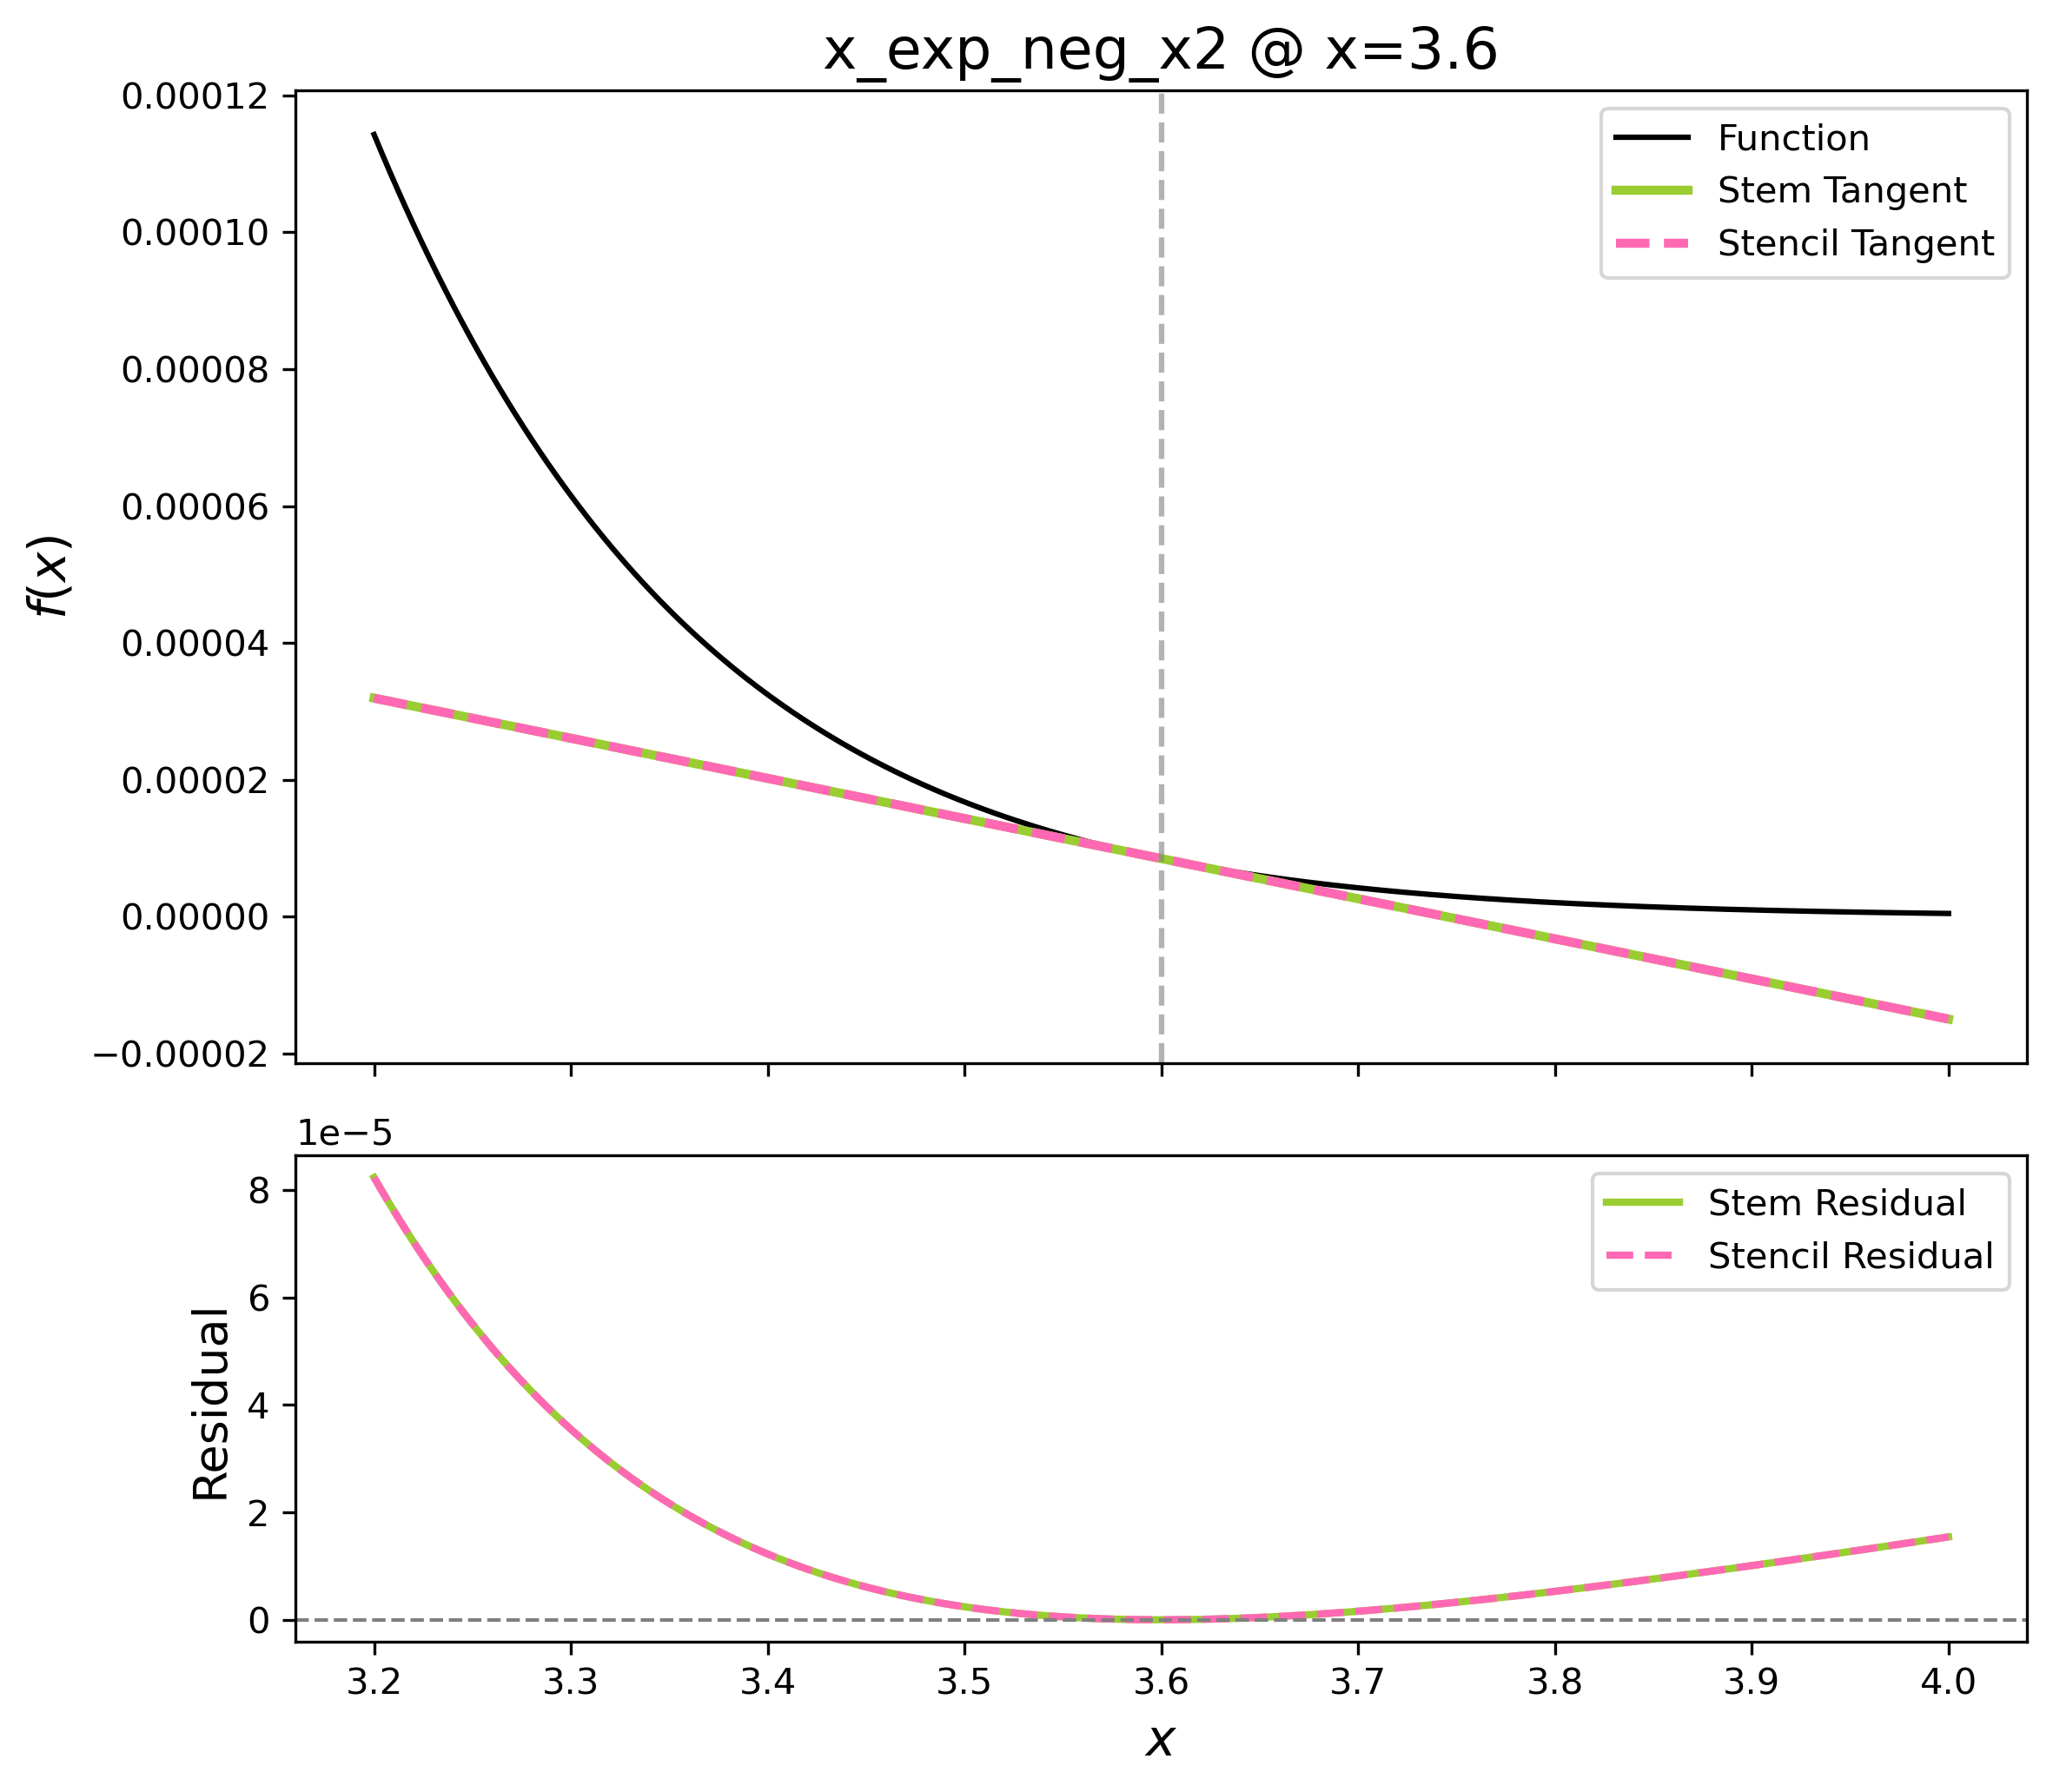 x_exp_neg_x2 @ x=3.6
0.00012
0.00010
0.00008
0.00006
0.00004
0.00002
0.00000
−0.00002
f(x)
Function
Stem Tangent
Stencil Tangent
1e−5
8
6
4
2
0
Residual
Stem Residual
Stencil Residual
3.2 3.3 3.4 3.5 3.6 3.7 3.8 3.9 4.0
x